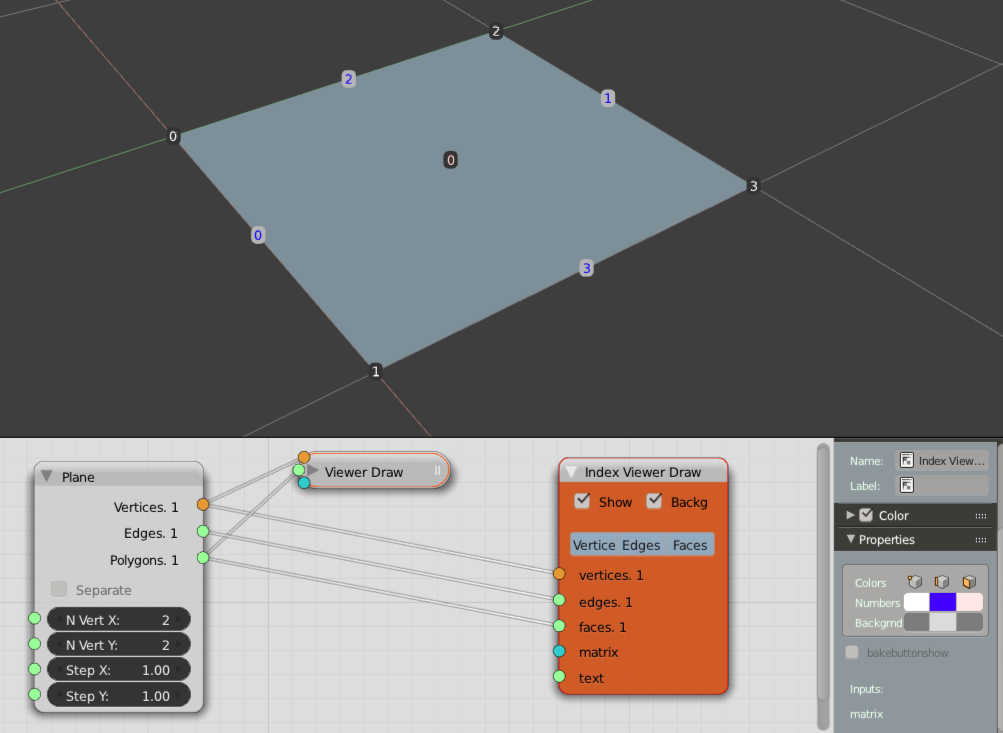 2
2
1
0
0
3
0
3
1
Plane
Vertices. 1
Edges. 1
Polygons. 1
Separate
N Vert X: 2
N Vert Y: 2
Step X: 1.00
Step Y: 1.00
Viewer Draw
Index Viewer Draw
Show Backg
Vertice Edges Faces
vertices. 1
edges. 1
faces. 1
matrix
text
Name: Index View...
Label:
Color
Properties
Colors
Numbers
Backgrnd
bakebuttonshow
Inputs:
matrix